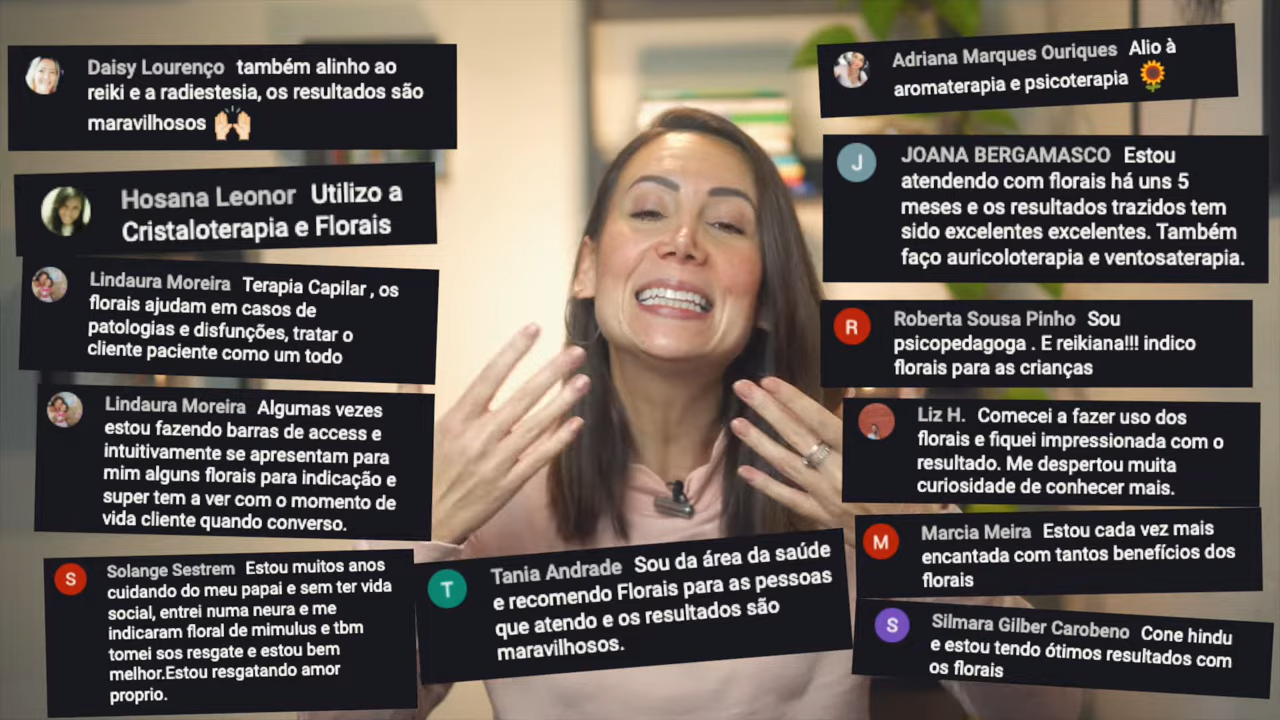 Daisy Lourenço também alinho ao
reiki e a radiestesia, os resultados são
maravilhosos 🙌🏻
Hosana Leonor Utilizo a
Cristaloterapia e Florais
Lindaura Moreira Terapia Capilar , os
florais ajudam em casos de
patologias e disfunções, tratar o
cliente paciente como um todo
Lindaura Moreira Algumas vezes
estou fazendo barras de access e
intuitivamente se apresentam para
mim alguns florais para indicação e
super tem a ver com o momento de
vida cliente quando converso.
S
Solange Sestrem Estou muitos anos
cuidando do meu papai e sem ter vida
social, entrei numa neura e me
indicaram floral de mimulus e tbm
tomei sos resgate e estou bem
melhor.Estou resgatando amor
proprio.
T
Tania Andrade Sou da área da saúde
e recomendo Florais para as pessoas
que atendo e os resultados são
maravilhosos.
Adriana Marques Ouriques Alio à
aromaterapia e psicoterapia 🌻
J
JOANA BERGAMASCO Estou
atendendo com florais há uns 5
meses e os resultados trazidos tem
sido excelentes excelentes. Também
faço auricoloterapia e ventosaterapia.
R
Roberta Sousa Pinho Sou
psicopedagoga . E reikiana!!! indico
florais para as crianças
Liz H. Comecei a fazer uso dos
florais e fiquei impressionada com o
resultado. Me despertou muita
curiosidade de conhecer mais.
M
Marcia Meira Estou cada vez mais
encantada com tantos benefícios dos
florais
S
Silmara Gilber Carobeno Cone hindu
e estou tendo ótimos resultados com
os florais